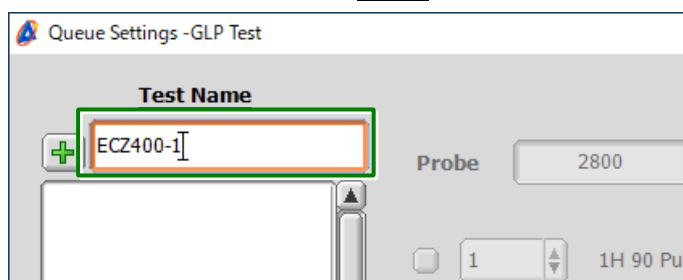 Queue Settings -GLP Test
Test Name
ECZ400-1
Probe 2800
1 1H 90 Pu